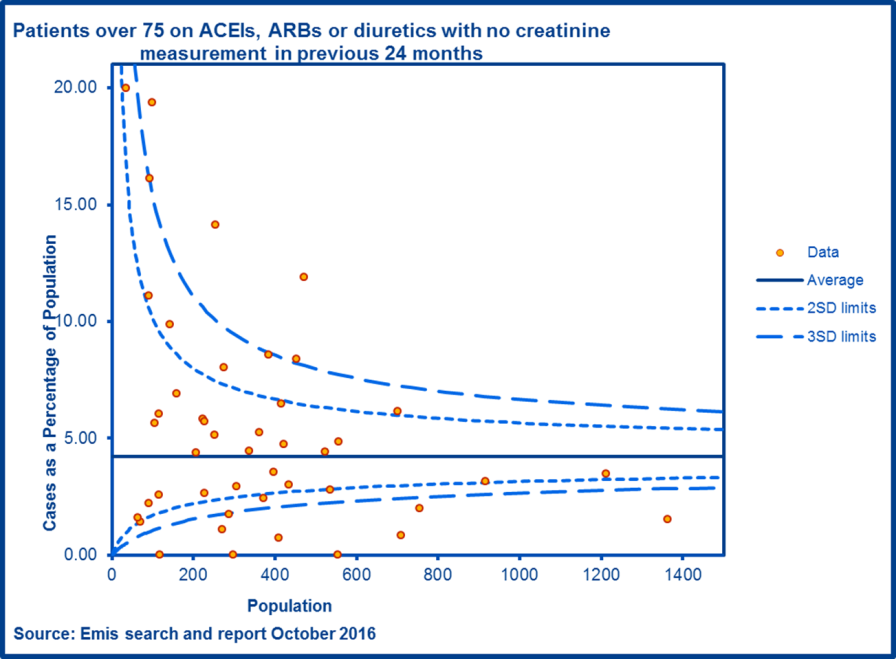 Patients over 75 on ACEIs, ARBs or diuretics with no creatinine
measurement in previous 24 months
20.00
15.00
10.00
5.00
0.00
Cases as a Percentage of Population
0 200 400 600 800 1000 1200 1400
Population
Data
Average
2SD limits
3SD limits
Source: Emis search and report October 2016